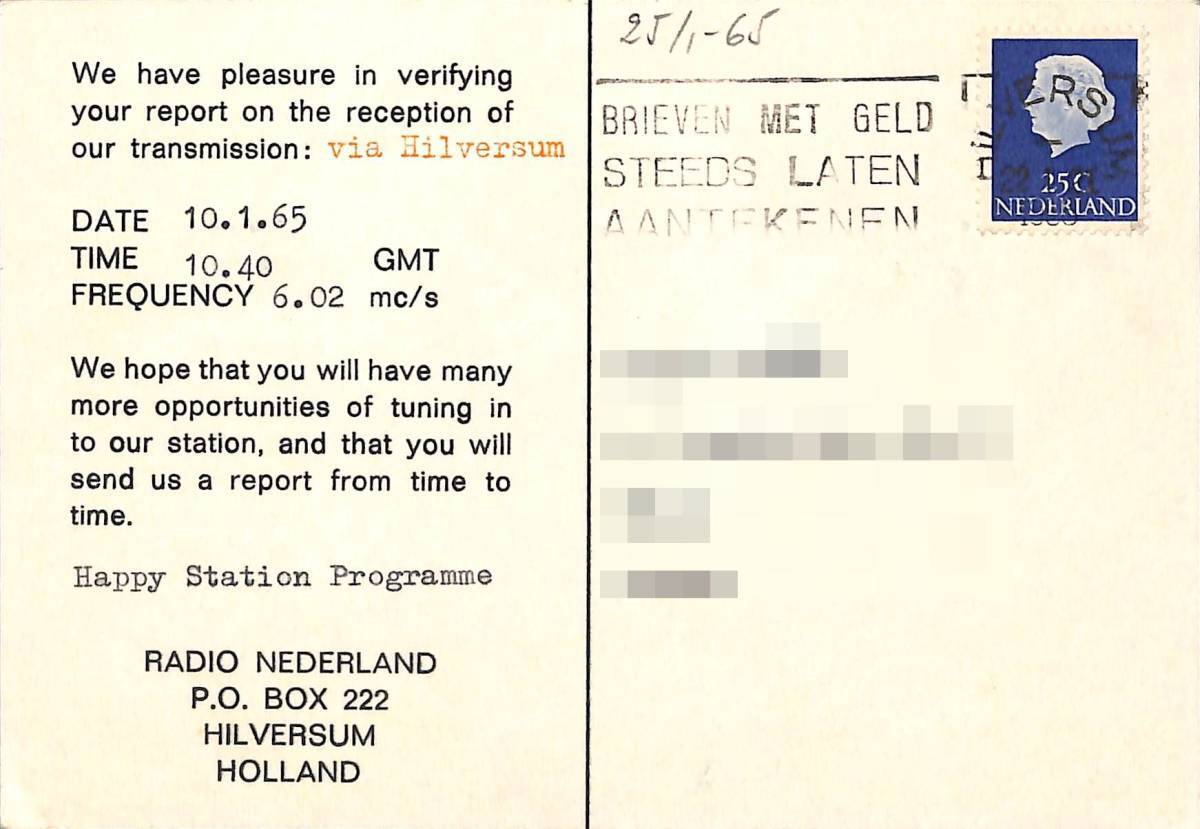 We have pleasure in verifying
your report on the reception of
our transmission: via Hilversum
DATE 10.1.65
TIME 10.40 GMT
FREQUENCY 6.02 mc/s
We hope that you will have many
more opportunities of tuning in
to our station, and that you will
send us a report from time to
time.
Happy Station Programme
RADIO NEDERLAND
P.O. BOX 222
HILVERSUM
HOLLAND
25/1-65
BRIEVEN MET GELD
STEEDS LATEN
AANTEKENEN
25 C
NEDERLAND